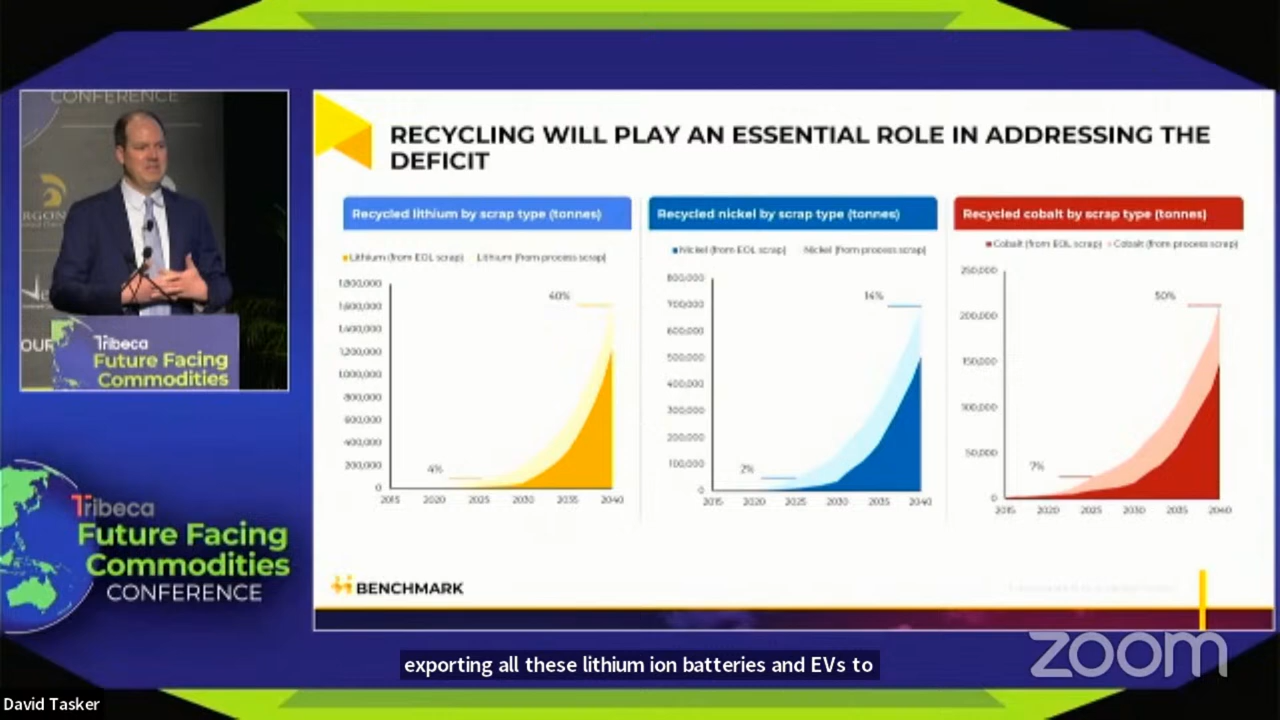 CONFERENCE
Tribeca
Future Facing
Commodities
Tribeca
Future Facing
Commodities
CONFERENCE
RECYCLING WILL PLAY AN ESSENTIAL ROLE IN ADDRESSING THE
DEFICIT
Recycled lithium by scrap type (tonnes)
Lithium (from EOL scrap) Lithium (from process scrap)
1,800,000
1,600,000
1,400,000
1,200,000
1,000,000
800,000
600,000
400,000
200,000
0
40%
4%
2015 2020 2025 2030 2035 2040
Recycled nickel by scrap type (tonnes)
Nickel (from EOL scrap) Nickel (from process scrap)
800,000
700,000
600,000
500,000
400,000
300,000
200,000
100,000
0
14%
2%
2015 2020 2025 2030 2035 2040
Recycled cobalt by scrap type (tonnes)
Cobalt (from EOL scrap) Cobalt (from process scrap)
250,000
200,000
150,000
100,000
50,000
0
50%
7%
2015 2020 2025 2030 2035 2040
BENCHMARK
zoom
exporting all these lithium ion batteries and EVs to
David Tasker